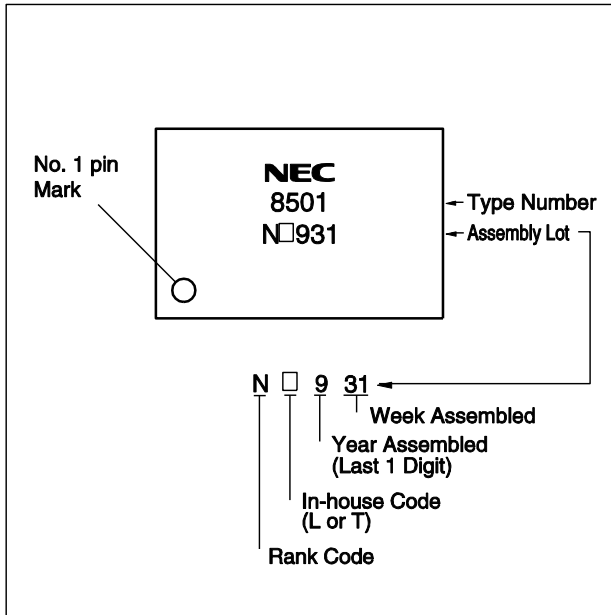 No. 1 pin
Mark
NEC
8501
N□931
Type Number
Assembly Lot
N □ 9 31
Week Assembled
Year Assembled
(Last 1 Digit)
In-house Code
(L or T)
Rank Code